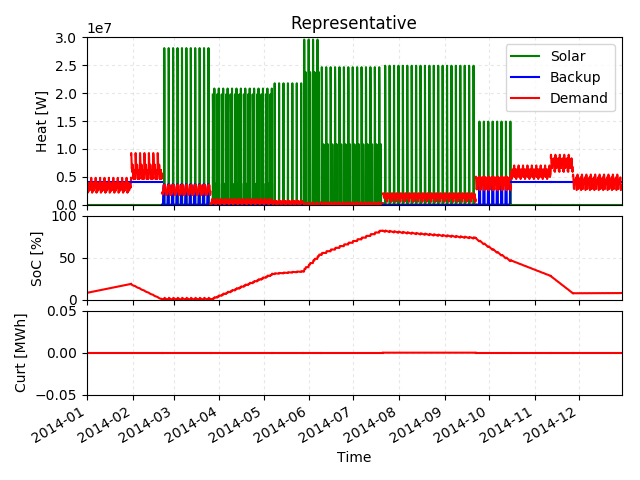 Representative
1e7
3.0
2.5
2.0
1.5
1.0
0.5
0.0
Heat [W]
Solar
Backup
Demand
100
50
0
SoC [%]
0.05
0.00
−0.05
Curt [MWh]
2014-01
2014-02
2014-03
2014-04
2014-05
2014-06
2014-07
2014-08
2014-09
2014-10
2014-11
2014-12
Time